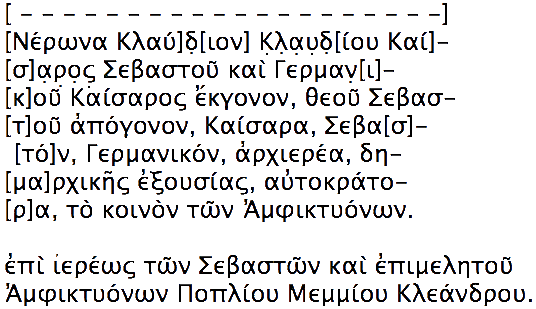 [ – – – – – – – – – – – – – – – – – – – – –]
[Νέρωνα Κλαύ]δ̣[ιον] Κ̣λ̣α̣υ̣δ̣[ίου Καί]–
[σ]α̣ρ̣ο̣ς̣ Σεβαστοῦ καὶ Γερμαν̣[ι]–
[κ]οῦ Καίσαρος ἔκγονον, θεοῦ Σεβασ–
[τ]οῦ ἀπόγονον, Καίσαρα, Σεβα[σ]–
[τό]ν, Γερμανικόν, ἀρχιερέα, δη–
[μα]ρχικῆς ἐξουσίας, αὐτοκράτο–
[ρ]α, τὸ κοινὸν τῶν Ἀμφικτυόνων.
ἐπὶ ἱερέως τῶν Σεβαστῶν καὶ ἐπιμελητοῦ
Ἀμφικτυόνων Ποπλίου Μεμμίου Κλεάνδρου.